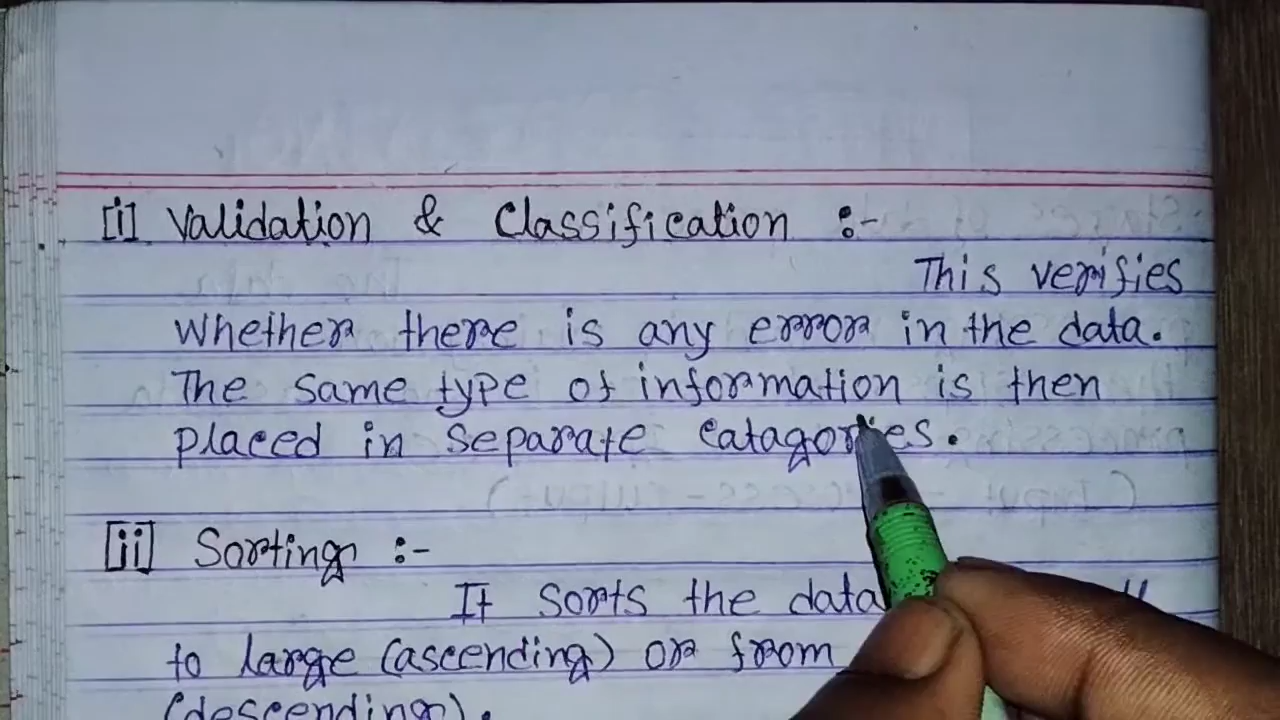 [i] Validation & Classification :-
This verifies
whether there is any error in the data.
The same type of information is then
placed in separate catagories.
[ii] Sorting :-
It sorts the data
to large (ascending) or from
(descending).